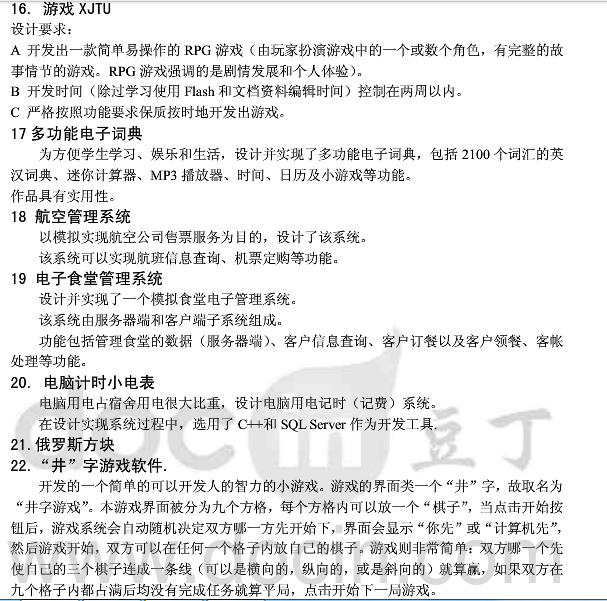 16. 游戏 XJTU
设计要求：
A 开发出一款简单易操作的 RPG 游戏（由玩家扮演游戏中的一个或数个角色，有完整的故
事情节的游戏。RPG 游戏强调的是剧情发展和个人体验）。
B 开发时间（除过学习使用 Flash 和文档资料编辑时间）控制在两周以内。
C 严格按照功能要求保质按时地开发出游戏。
17 多功能电子词典
为方便学生学习、娱乐和生活，设计并实现了多功能电子词典，包括 2100 个词汇的英
汉词典、迷你计算器、MP3 播放器、时间、日历及小游戏等功能。
作品具有实用性。
18 航空管理系统
以模拟实现航空公司售票服务为目的，设计了该系统。
该系统可以实现航班信息查询、机票定购等功能。
19 电子食堂管理系统
设计并实现了一个模拟食堂电子管理系统。
该系统由服务器端和客户端子系统组成。
功能包括管理食堂的数据（服务器端）、客户信息查询、客户订餐以及客户领餐、客帐
处理等功能。
20. 电脑计时小电表
电脑用电占宿舍用电很大比重，设计电脑用电记时（记费）系统。
在设计实现系统过程中，选用了 C++和 SQL Server 作为开发工具.
21. 俄罗斯方块
22. “井”字游戏软件.
开发的一个简单的可以开发人的智力的小游戏。游戏的界面类一个“井”字，故取名为
“井字游戏”。本游戏界面被分为九个方格，每个方格内可以放一个“棋子”，当点击开始按
钮后，游戏系统会自动随机决定双方哪一方先开始下，界面会显示“你先”或“计算机先”，
然后游戏开始，双方可以在任何一个格子内放自己的棋子。游戏则非常简单：双方哪一个先
使自己的三个棋子连成一条线（可以是横向的，纵向的，或是斜向的）就算赢，如果双方在
九个格子内都占满后均没有完成任务就算平局，点击开始下一局游戏。
docin 豆丁
www.docin.com